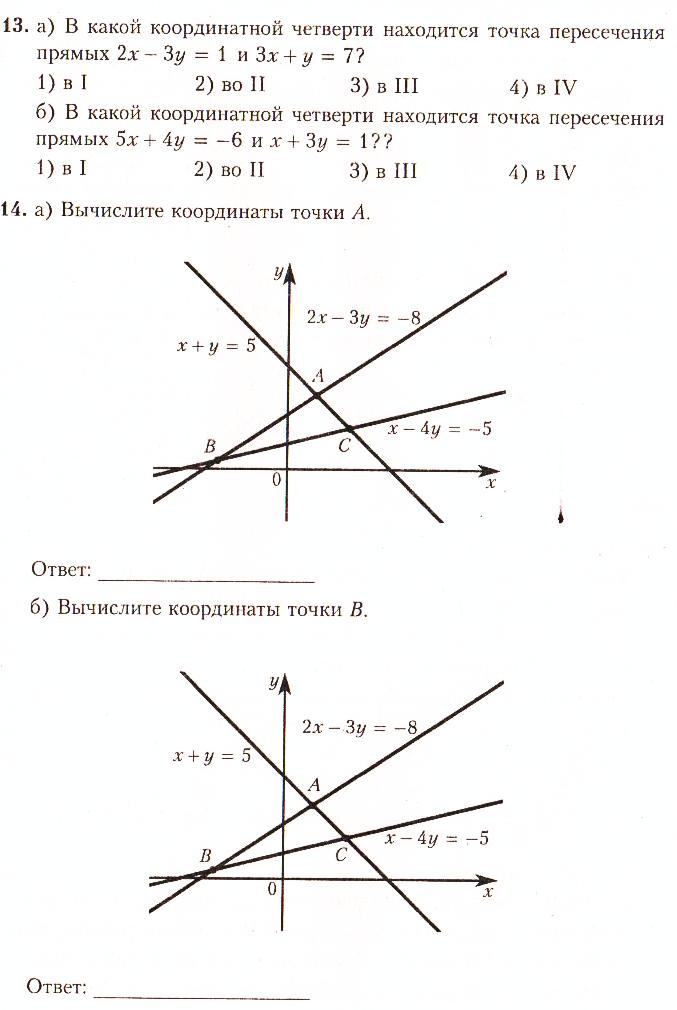 13. а) В какой координатной четверти находится точка пересечения
прямых 2x − 3y = 1 и 3x + y = 7?
1) в I 2) во II 3) в III 4) в IV
б) В какой координатной четверти находится точка пересечения
прямых 5x + 4y = −6 и x + 3y = 1??
1) в I 2) во II 3) в III 4) в IV
14. а) Вычислите координаты точки A.
y
2x − 3y = −8
x + y = 5
A
B
C
x − 4y = −5
0
x
Ответ:
б) Вычислите координаты точки B.
y
2x − 3y = −8
x + y = 5
A
B
C
x − 4y = −5
0
x
Ответ: